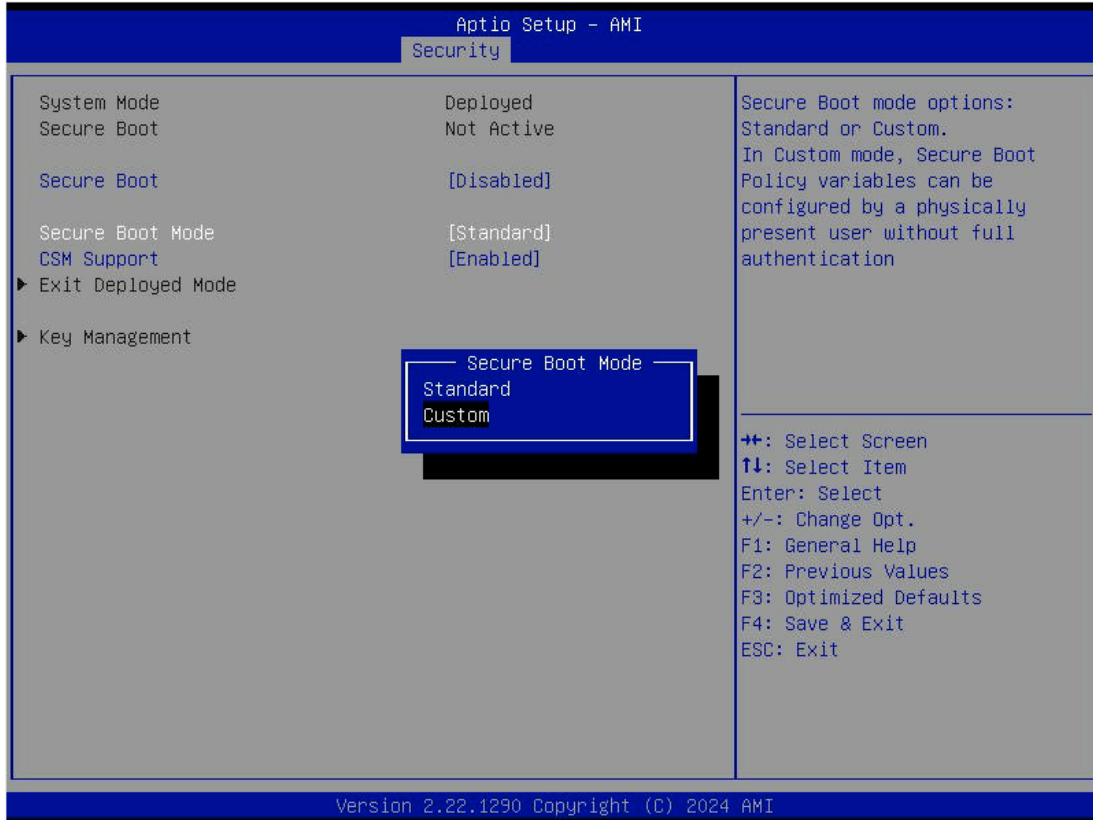 Aptio Setup – AMI
Security
System Mode Deployed
Secure Boot Not Active
Secure Boot [Disabled]
Secure Boot Mode [Standard]
CSM Support [Enabled]
▶ Exit Deployed Mode
▶ Key Management
Secure Boot Mode
Standard
Custom
Secure Boot mode options:
Standard or Custom.
In Custom mode, Secure Boot
Policy variables can be
configured by a physically
present user without full
authentication
→←: Select Screen
↑↓: Select Item
Enter: Select
+/-: Change Opt.
F1: General Help
F2: Previous Values
F3: Optimized Defaults
F4: Save & Exit
ESC: Exit
Version 2.22.1290 Copyright (C) 2024 AMI